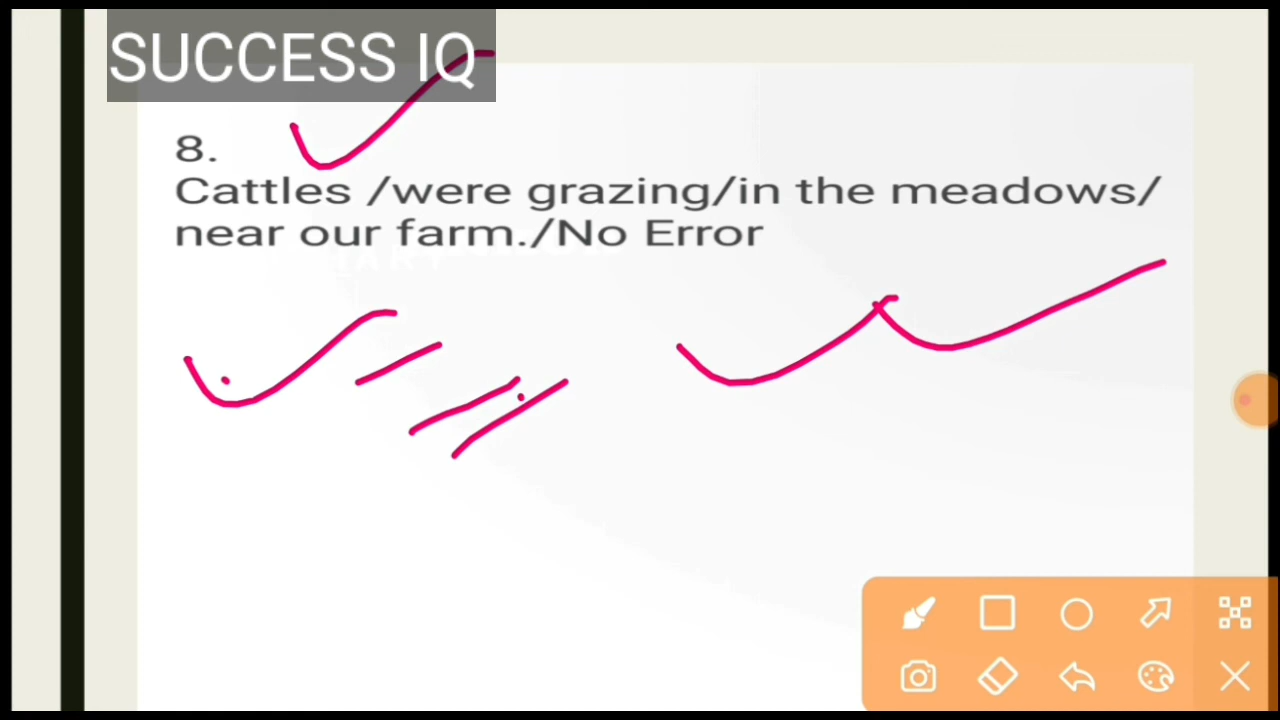 SUCCESS IQ
8.
Cattles /were grazing/in the meadows/
near our farm./No Error